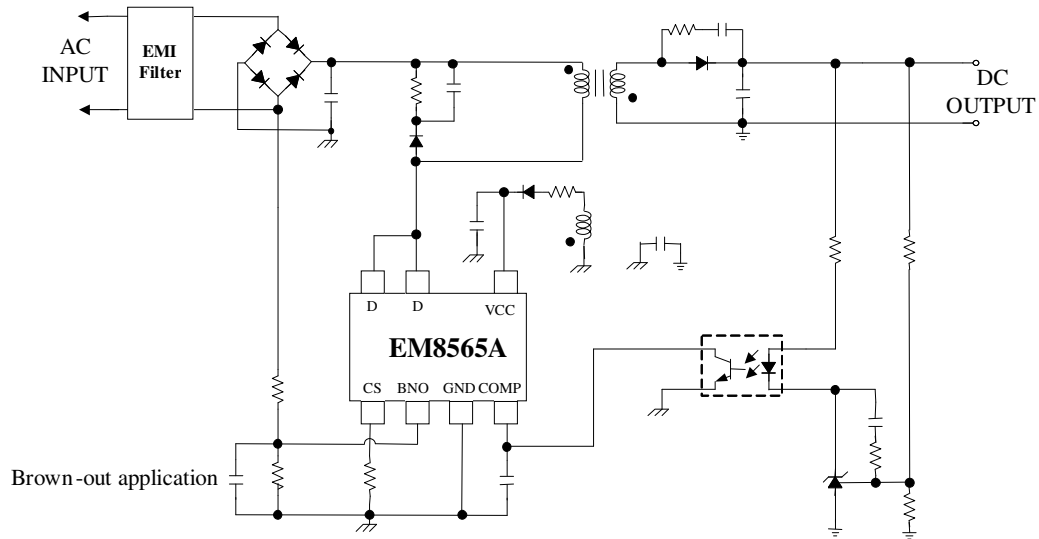 AC
INPUT
EMI
Filter
DC
OUTPUT
D
D
VCC
EM8565A
CS
BNO
GND
COMP
Brown-out application